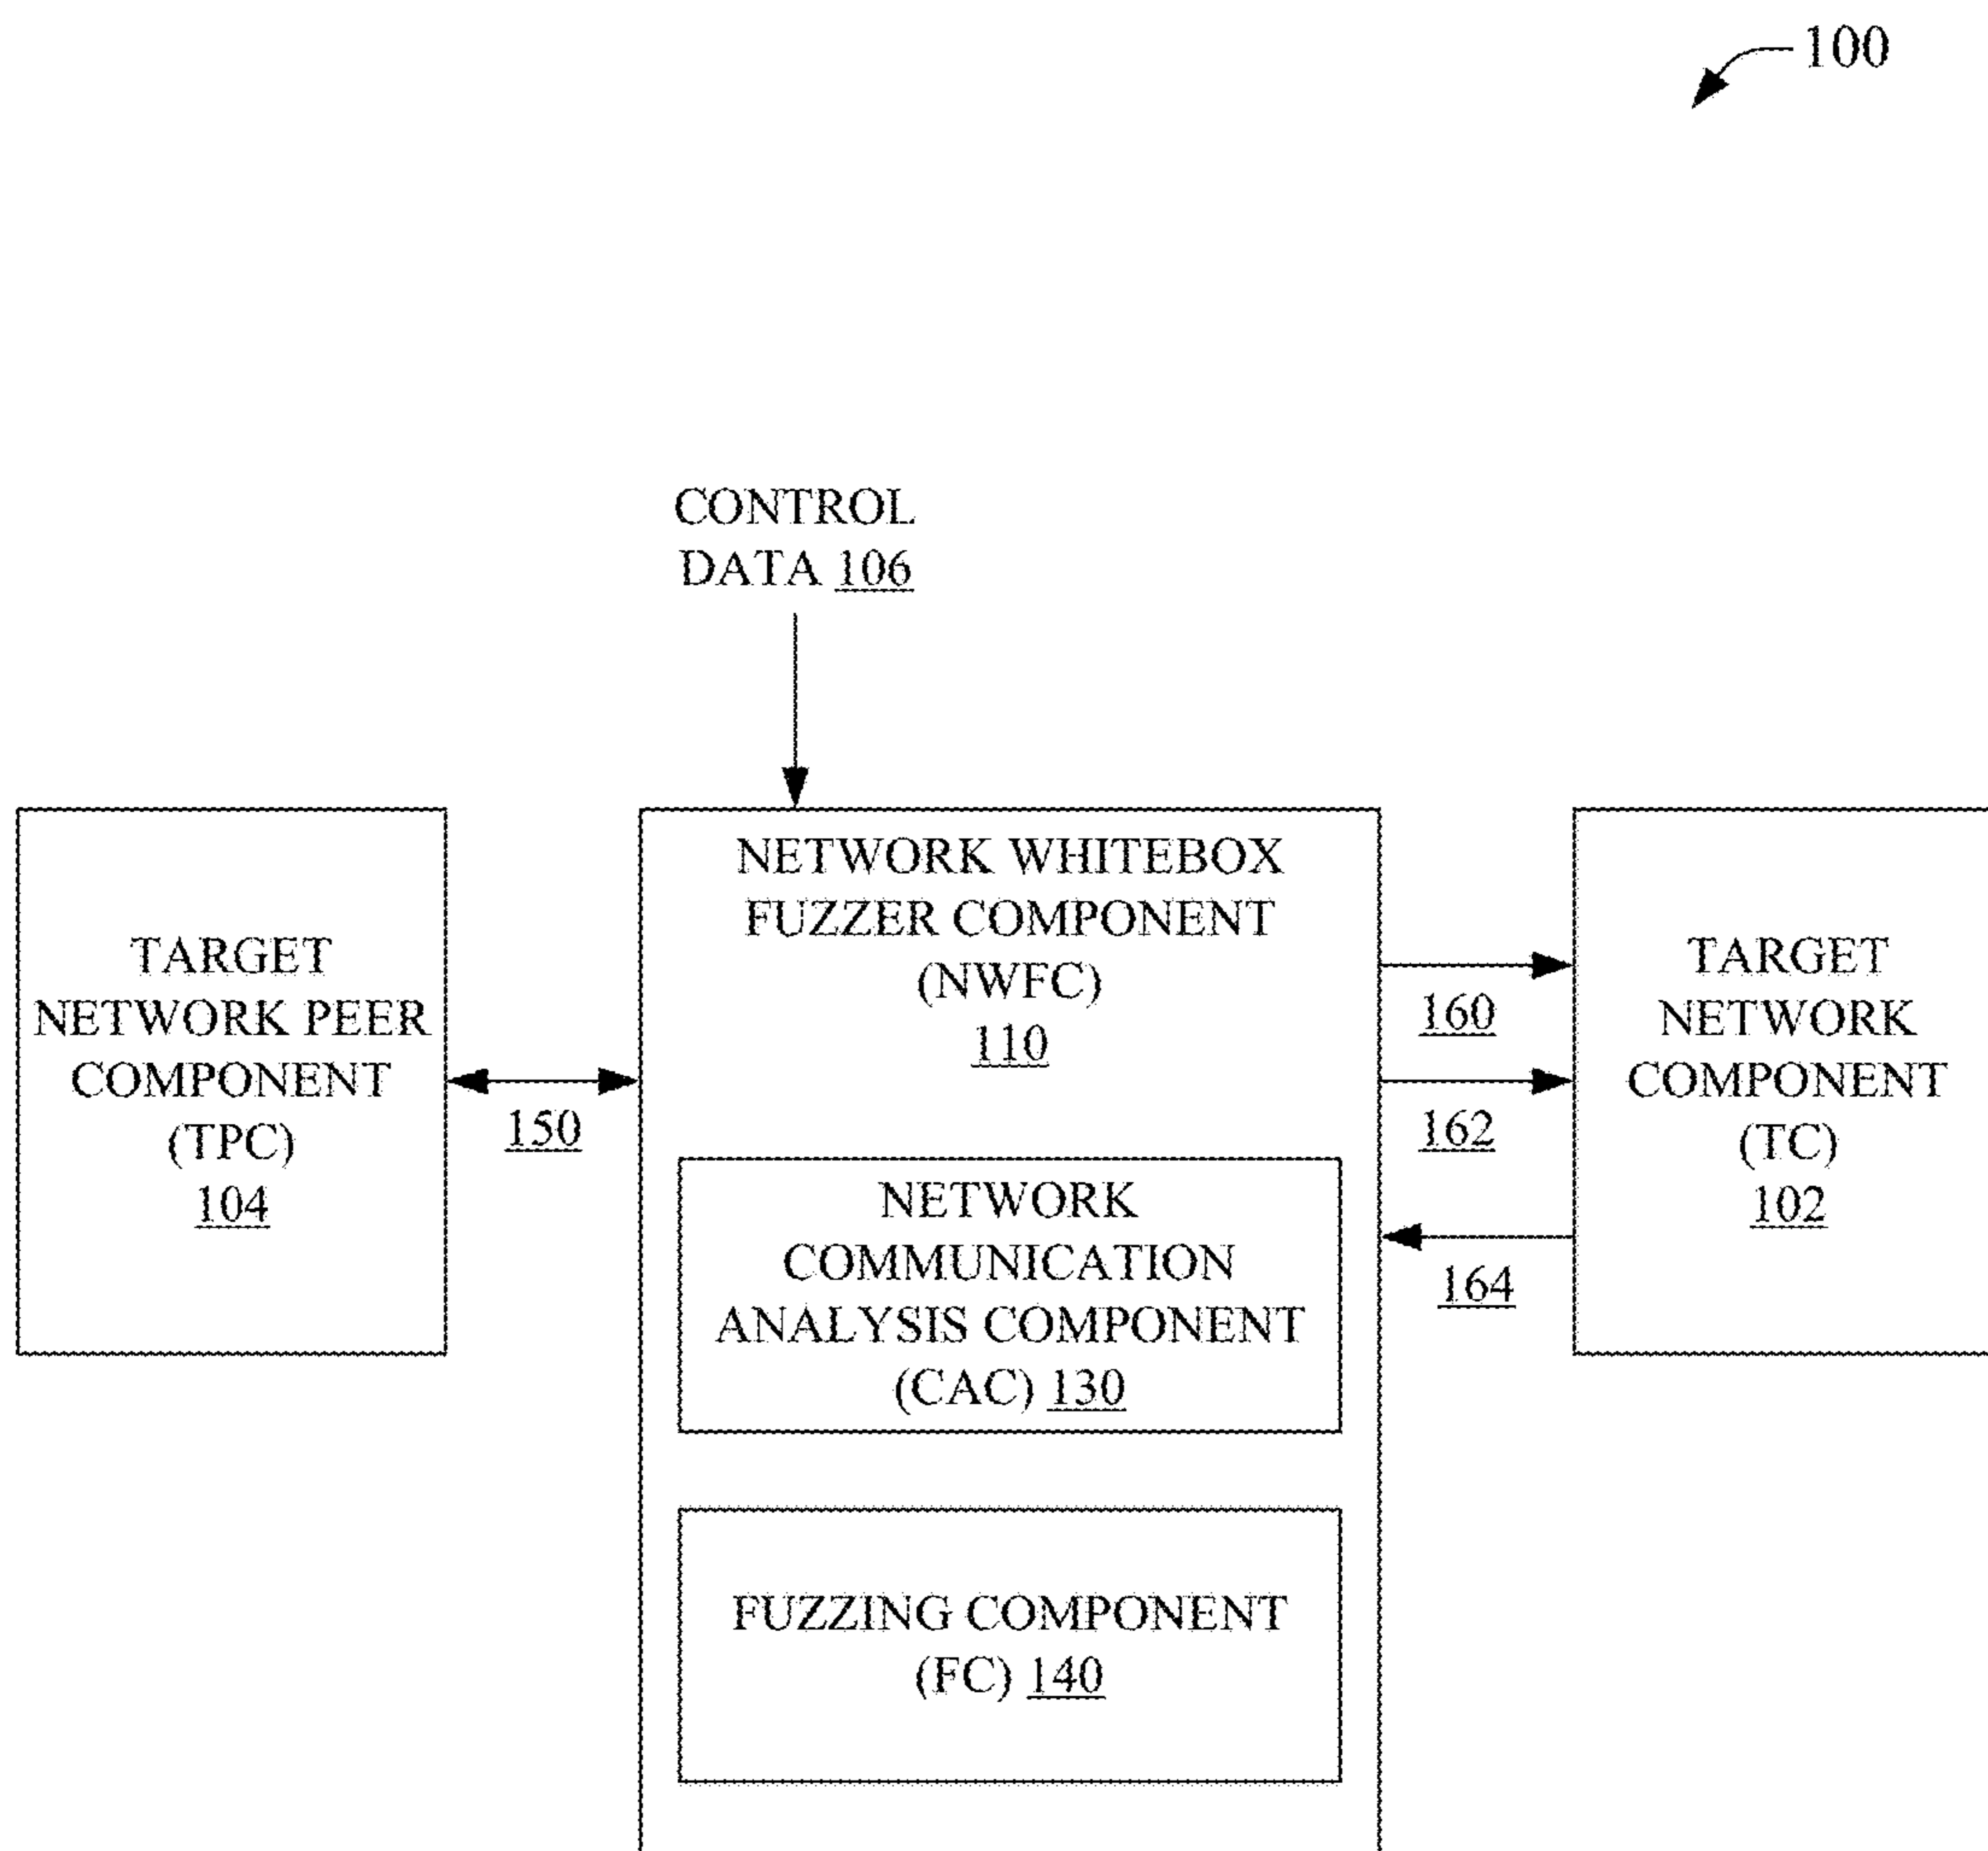 100
CONTROL
DATA 106
TARGET
NETWORK PEER
COMPONENT
(TPC)
104
150
NETWORK WHITEBOX
FUZZER COMPONENT
(NWFC)
110
NETWORK
COMMUNICATION
ANALYSIS COMPONENT
(CAC) 130
FUZZING COMPONENT
(FC) 140
160
162
164
TARGET
NETWORK
COMPONENT
(TC)
102